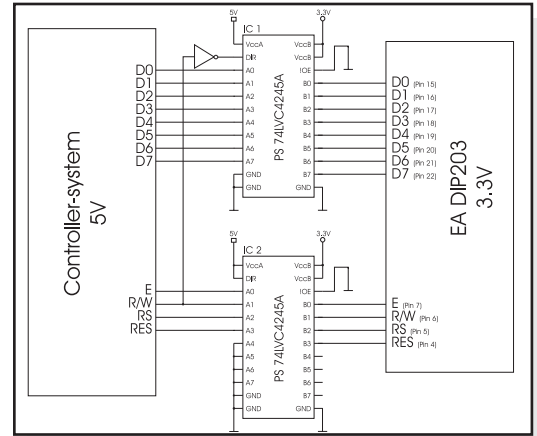 5V
IC 1
3.3V
VccA VccB
DIR VccB
D0 A0 !OE
D1 A1 B0 D0 (Pin 15)
D2 A2 B1 D1 (Pin 16)
D3 A3 B2 D2 (Pin 17)
D4 A4 B3 D3 (Pin 18)
D5 A5 B4 D4 (Pin 19)
D6 A6 B5 D5 (Pin 20)
D7 A7 B6 D6 (Pin 21)
GND B7 D7 (Pin 22)
GND GND
PS 74LVC4245A
Controller-system
5V
EA DIP203
3.3V
5V
IC 2
3.3V
VccA VccB
DIR VccB
E A0 !OE
R/W A1 B0 E (Pin 7)
RS A2 B1 R/W (Pin 6)
RES A3 B2 RS (Pin 5)
A4 B3 RES (Pin 4)
A5 B4
A6 B5
A7 B6
GND B7
GND GND
PS 74LVC4245A